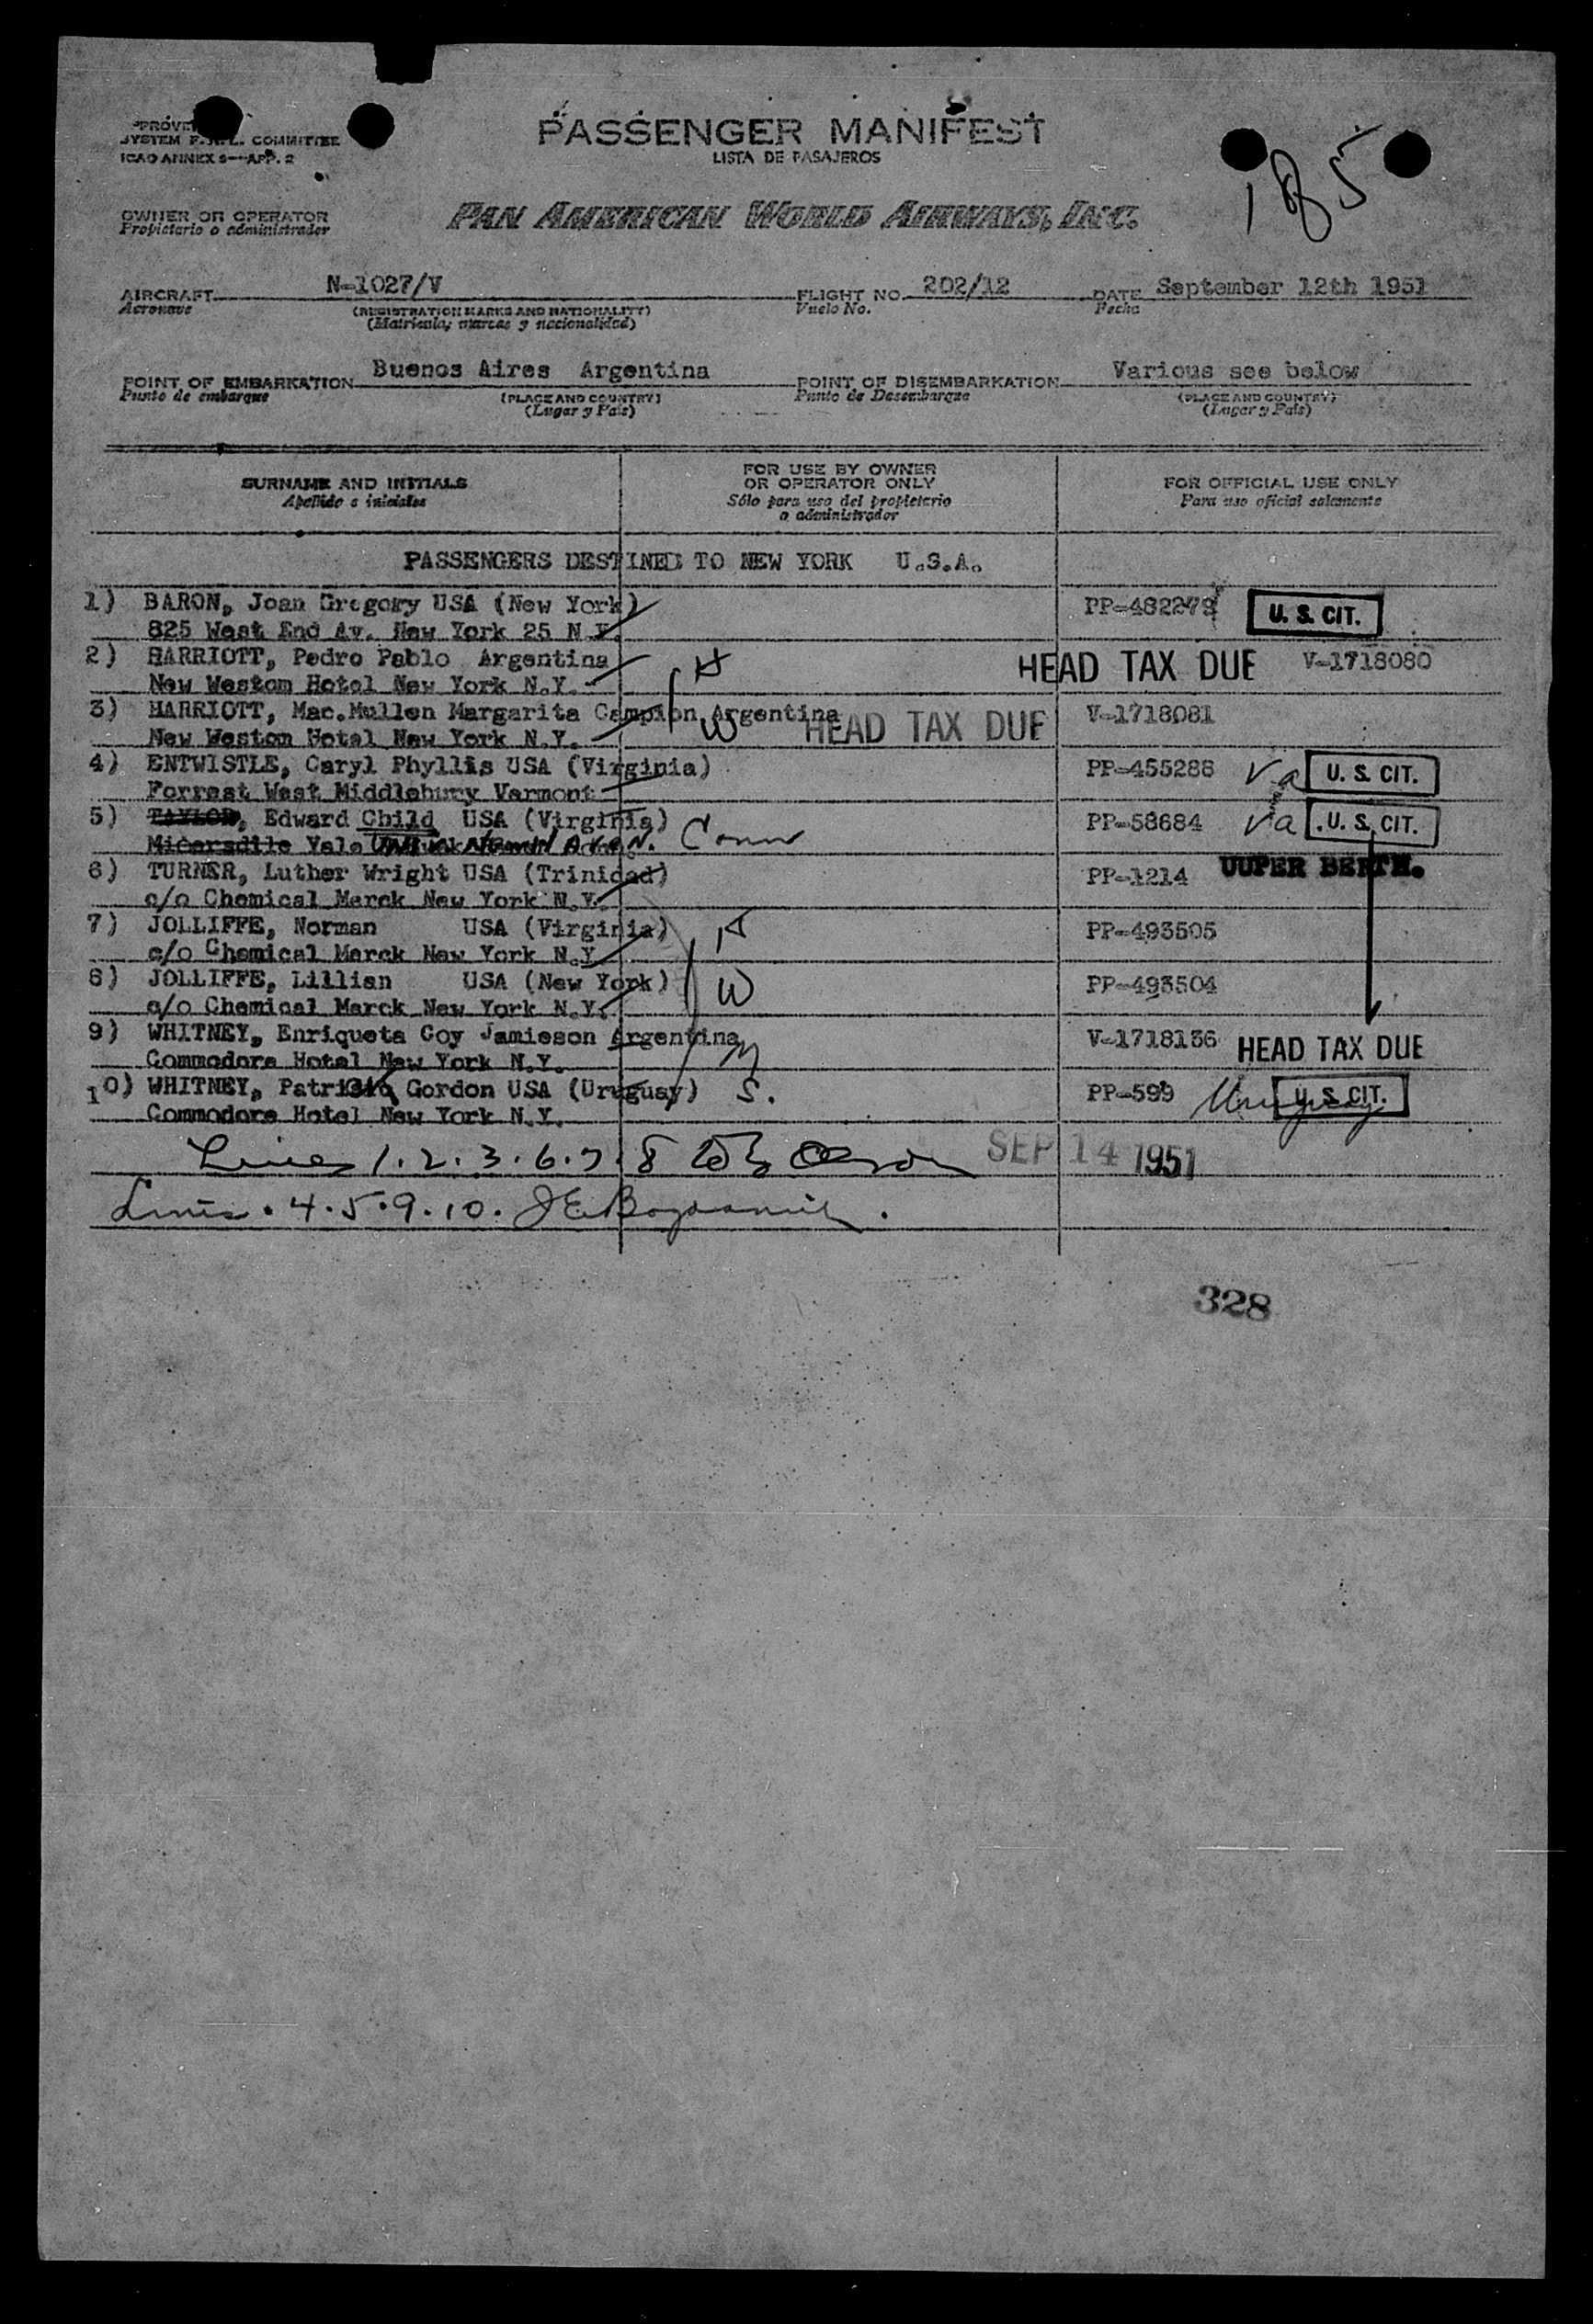 SYSTEM F.A.L. COMMITTEE
ICAO ANNEX 9—APP. 2
PASSENGER MANIFEST
LISTA DE PASAJEROS
185
OWNER OR OPERATOR
Propietario o administrador
PAN AMERICAN WORLD AIRWAYS, INC.
AIRCRAFT N-1027/V FLIGHT NO. 202/12 DATE September 12th 1951
Aeronave (REGISTRATION MARKS AND NATIONALITY) Vuelo No. Fecha
(Matricula, marcas y nacionalidad)
POINT OF EMBARKATION Buenos Aires Argentina POINT OF DISEMBARKATION Various see below
Punto de embarque (PLACE AND COUNTRY) Punto de Desembarque (PLACE AND COUNTRY)
(Lugar y País) (Lugar y País)
SURNAME AND INITIALS
Apellido e iniciales
FOR USE BY OWNER
OR OPERATOR ONLY
Sólo para uso del propietario
o administrador
FOR OFFICIAL USE ONLY
Para uso oficial solamente
PASSENGERS DESTINED TO NEW YORK U.S.A.
1) BARON, Joan Gregory USA (New York) PP-482279 U. S. CIT.
825 West End Av. New York 25 N.Y.
2) HARRIOTT, Pedro Pablo Argentina H HEAD TAX DUE V-1718080
New Westom Hotel New York N.Y.
3) HARRIOTT, Mac.Mullen Margarita Campion Argentina V-1718081
New Westom Hotel New York N.Y. W HEAD TAX DUE
4) ENTWISTLE, Caryl Phyllis USA (Virginia) PP-455288 Va U. S. CIT.
Forrest West Middlebury Varmont
5) TAYLOR, Edward Child USA (Virginia) Conn PP-58684 Va U. S. CIT.
Yale AVON.
6) TURNER, Luther Wright USA (Trinidad) PP-1214 UUPER BERTH.
c/o Chemical Merck New York N.Y.
7) JOLLIFFE, Norman USA (Virginia) H PP-493505
c/o Chemical Merck New York N.Y
8) JOLLIFFE, Lillian USA (New York) W PP-493504
c/o Chemical Merck New York N.Y.
9) WHITNEY, Enriqueta Coy Jamieson Argentina M V-1718136 HEAD TAX DUE
Commodore Hotel New York N.Y.
10) WHITNEY, Patricio Gordon USA (Uruguay) S. PP-599 Uruguay U. S. CIT.
Commodore Hotel New York N.Y.
Lines 1.2.3.6.7.8 SEP 14 1951
Lines . 4.5.9.10.
328